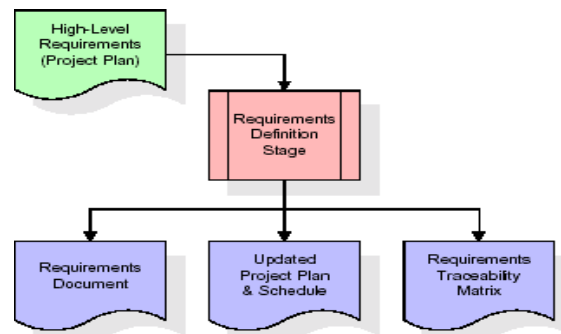 High-Level
Requirements
(Project Plan)
Requirements
Definition
Stage
Requirements
Document
Updated
Project Plan
& Schedule
Requirements
Traceability
Matrix